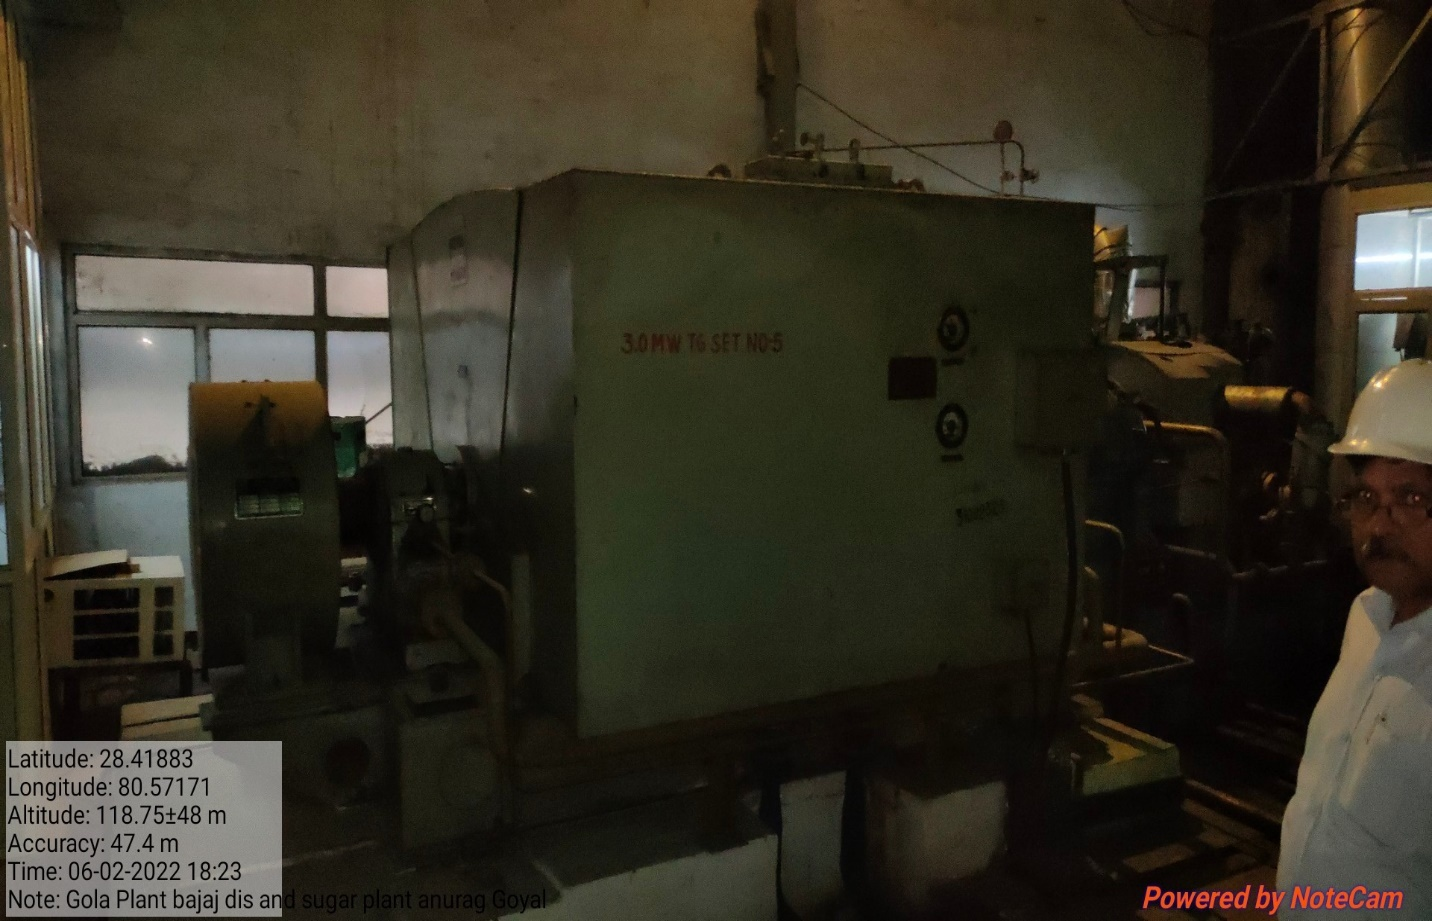 3.0 MW TG SET NO-5
Latitude: 28.41883
Longitude: 80.57171
Altitude: 118.75±48 m
Accuracy: 47.4 m
Time: 06-02-2022 18:23
Note: Gola Plant bajaj dis and sugar plant anurag Goyal
Powered by NoteCam